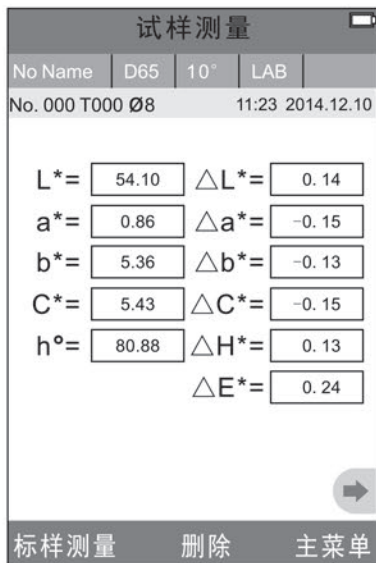 试样测量
No Name D65 10° LAB
No. 000 T000 Ø8 11:23 2014.12.10
L*= 54.10 △L*= 0.14
a*= 0.86 △a*= -0.15
b*= 5.36 △b*= -0.13
C*= 5.43 △C*= -0.15
h°= 80.88 △H*= 0.13
△E*= 0.24
标样测量 删除 主菜单